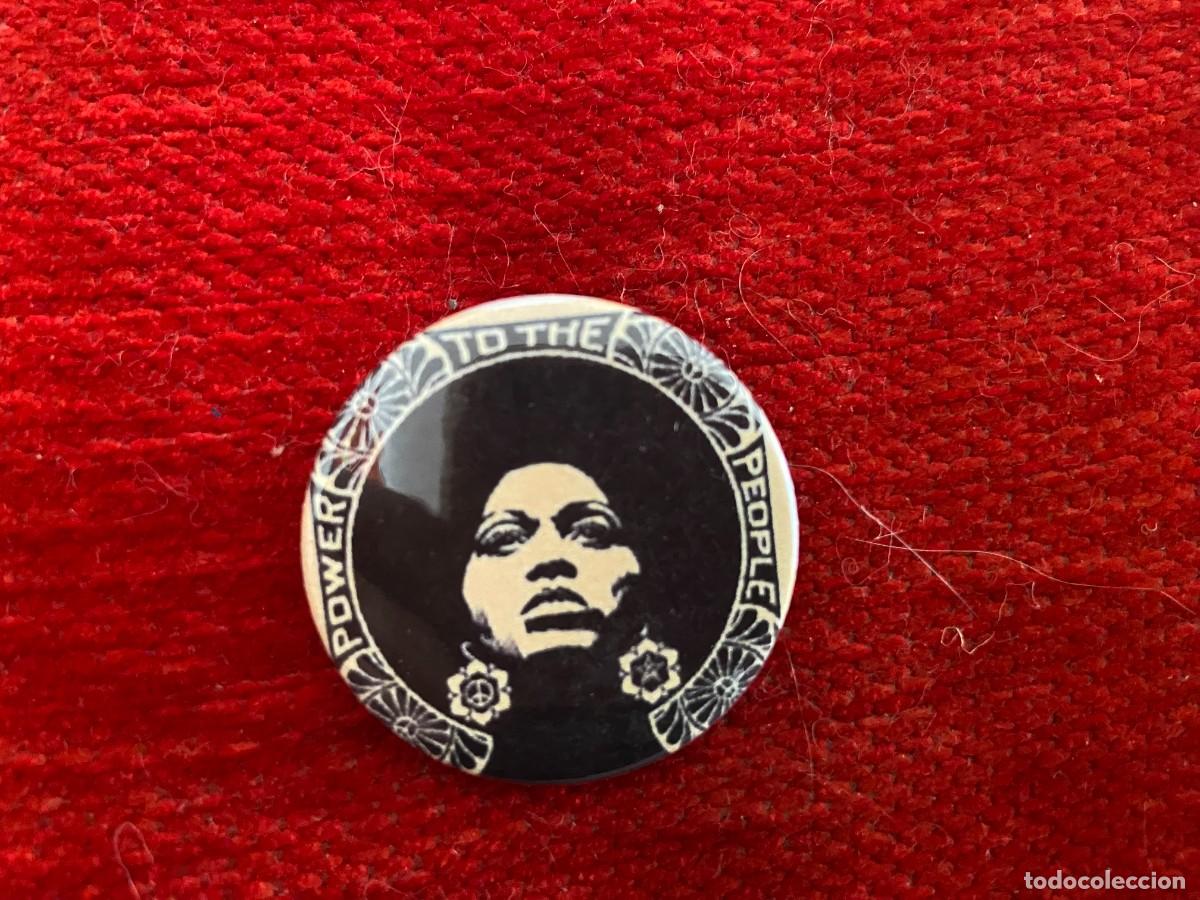 POWER
TO THE
PEOPLE
todocoleccion